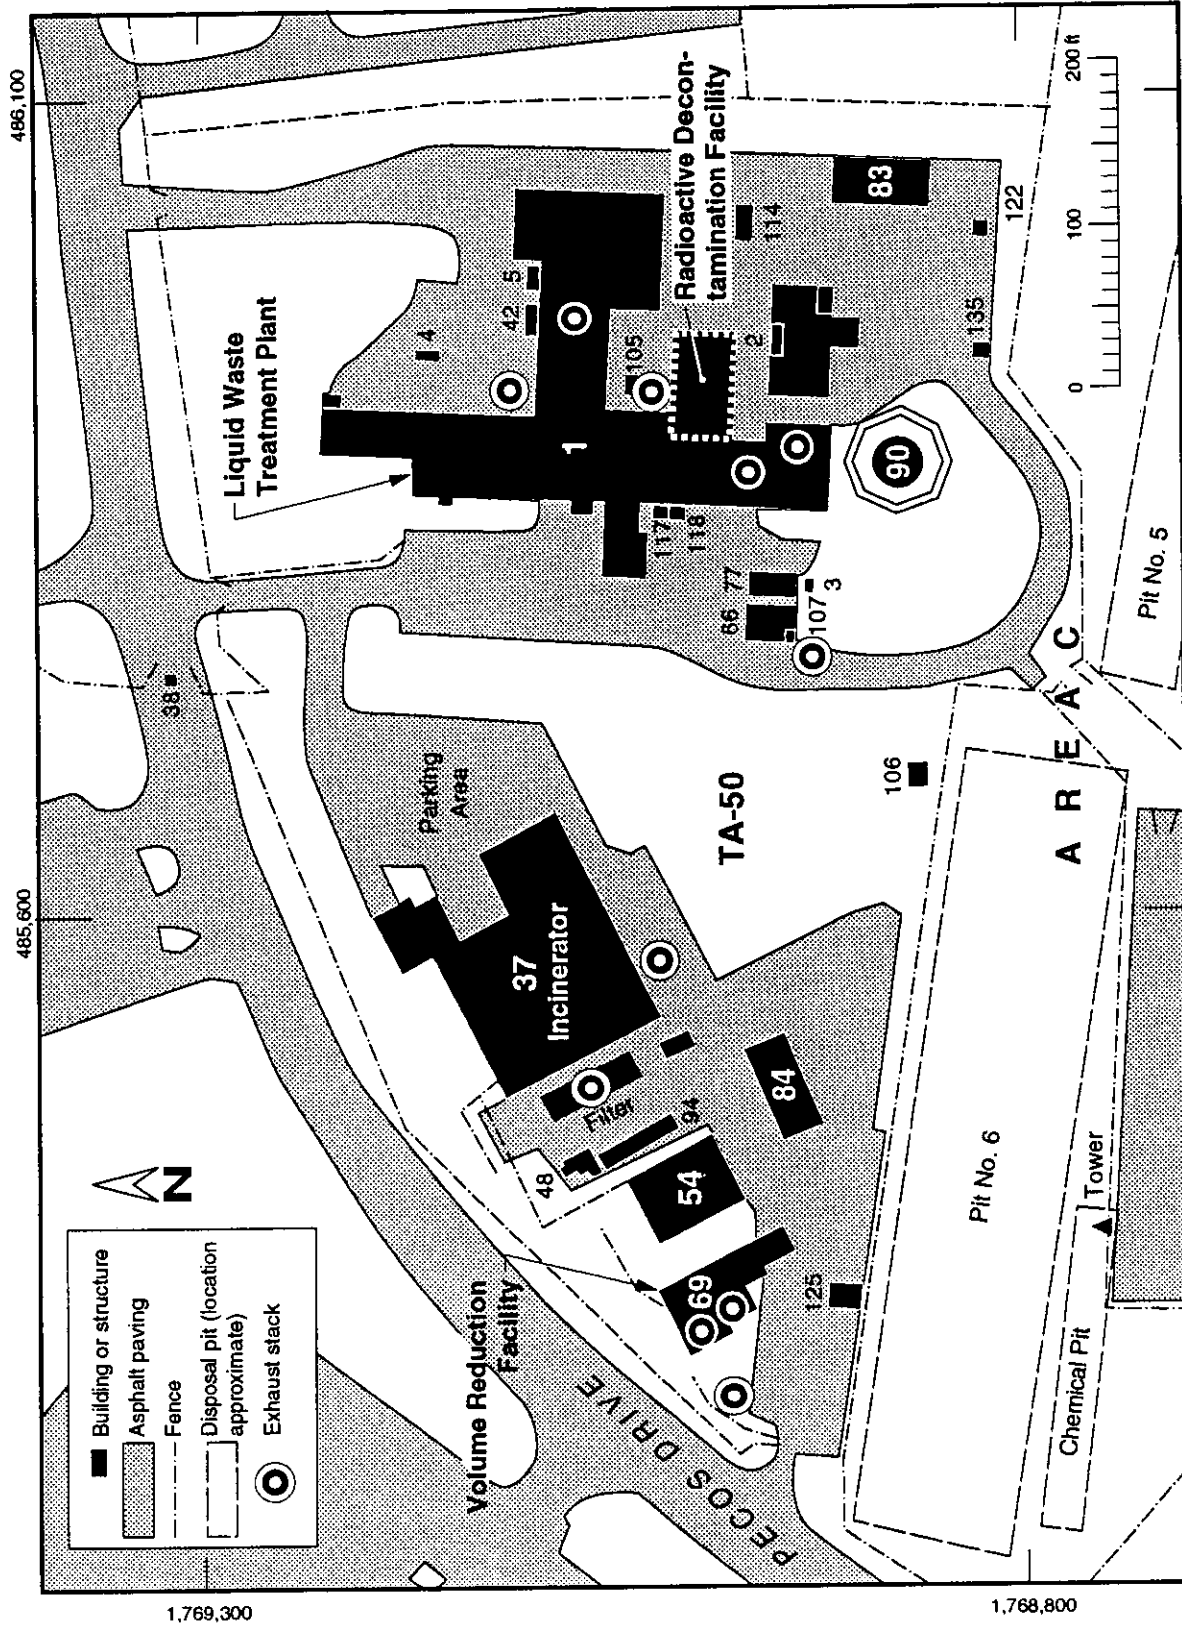 Building or structure
Asphalt paving
Fence
Disposal pit (location
approximate)
Exhaust stack
N
485,600
486,100
1,769,300
1,768,800
PECOS DRIVE
Volume Reduction
Facility
69
54
48
94
Filter
84
125
37
Incinerator
Parking
Area
38
TA-50
106
Pit No. 6
Chemical Pit
Tower
AREA C
Pit No. 5
Liquid Waste
Treatment Plant
1
4
42
5
105
Radioactive Decon-
tamination Facility
2
114
83
122
135
90
117
118
66
77
107
3
0
100
200 ft